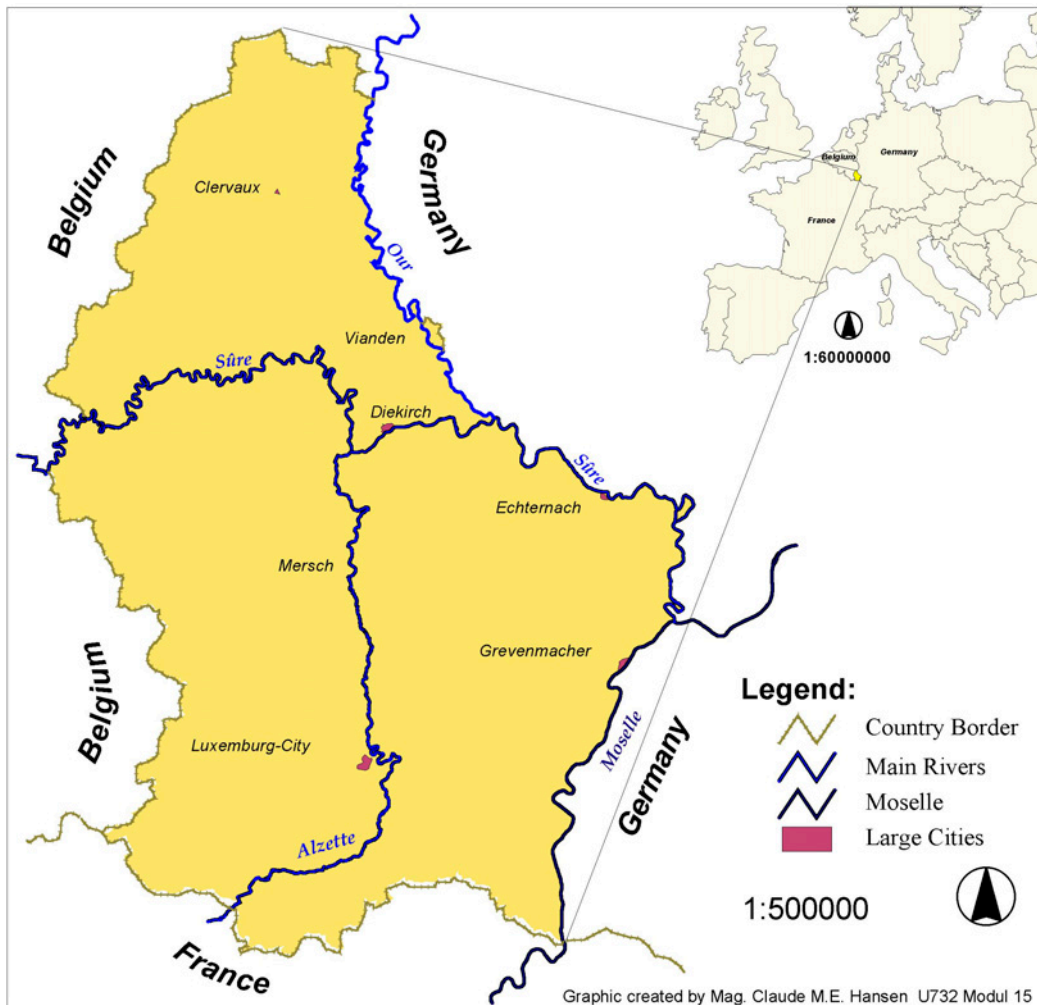 Belgium
Germany
Clervaux
Our
Vianden
Sûre
Diekirch
Sûre
Echternach
Mersch
Belgium
Grevenmacher
Luxemburg-City
Moselle
Germany
Alzette
France
Belgium
Germany
France
1:60000000
Legend:
Country Border
Main Rivers
Moselle
Large Cities
1:500000
Graphic created by Mag. Claude M.E. Hansen U732 Modul 15